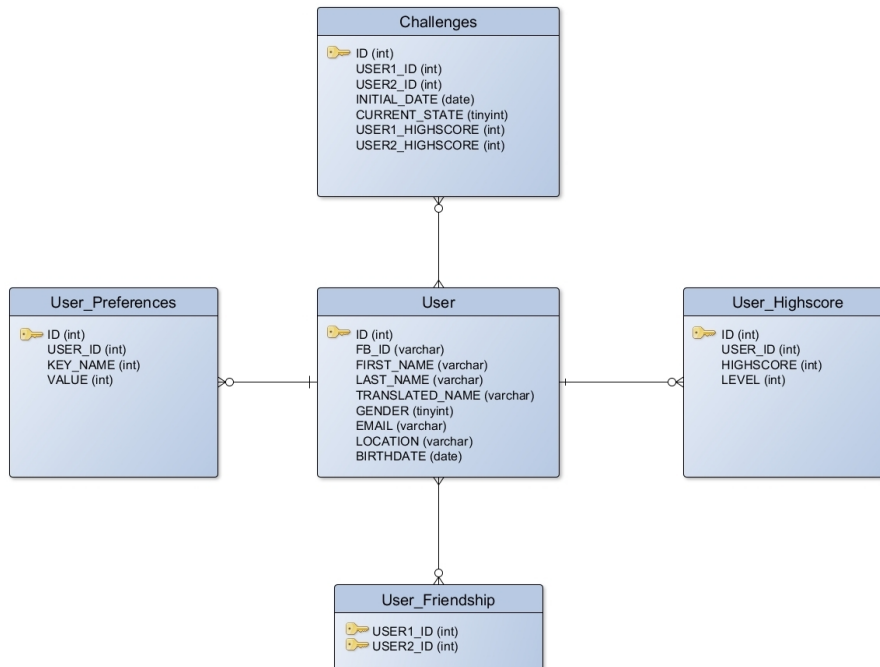 Challenges
ID (int)
USER1_ID (int)
USER2_ID (int)
INITIAL_DATE (date)
CURRENT_STATE (tinyint)
USER1_HIGHSCORE (int)
USER2_HIGHSCORE (int)
User_Preferences
ID (int)
USER_ID (int)
KEY_NAME (int)
VALUE (int)
User
ID (int)
FB_ID (varchar)
FIRST_NAME (varchar)
LAST_NAME (varchar)
TRANSLATED_NAME (varchar)
GENDER (tinyint)
EMAIL (varchar)
LOCATION (varchar)
BIRTHDATE (date)
User_Highscore
ID (int)
USER_ID (int)
HIGHSCORE (int)
LEVEL (int)
User_Friendship
USER1_ID (int)
USER2_ID (int)